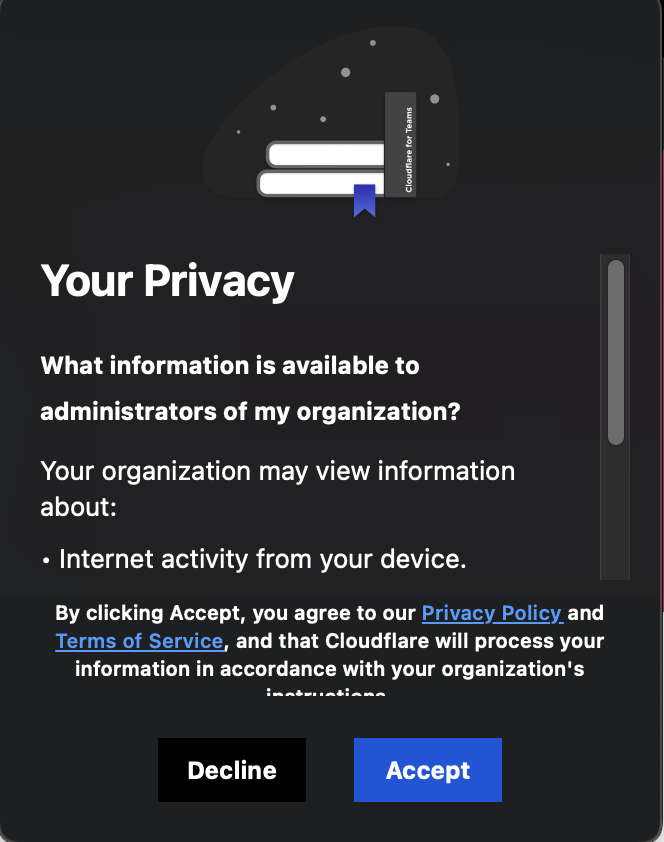 Cloudflare for Teams
Your Privacy
What information is available to
administrators of my organization?
Your organization may view information
about:
• Internet activity from your device.
By clicking Accept, you agree to our Privacy Policy and
Terms of Service, and that Cloudflare will process your
information in accordance with your organization's
instructions.
Decline
Accept